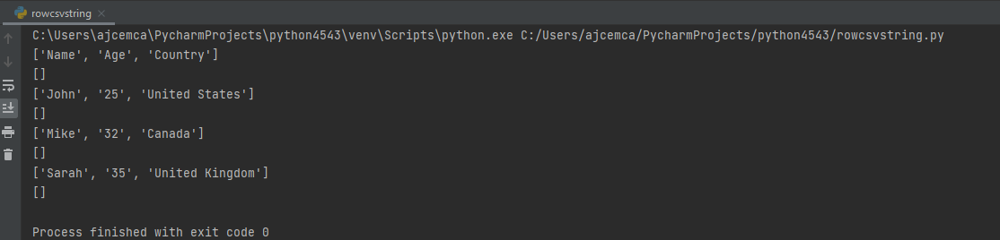 rowcsvstring
C:\Users\ajcemca\PycharmProjects\python4543\venv\Scripts\python.exe C:/Users/ajcemca/PycharmProjects/python4543/rowcsvstring.py
['Name', 'Age', 'Country']
[]
['John', '25', 'United States']
[]
['Mike', '32', 'Canada']
[]
['Sarah', '35', 'United Kingdom']
[]
Process finished with exit code 0